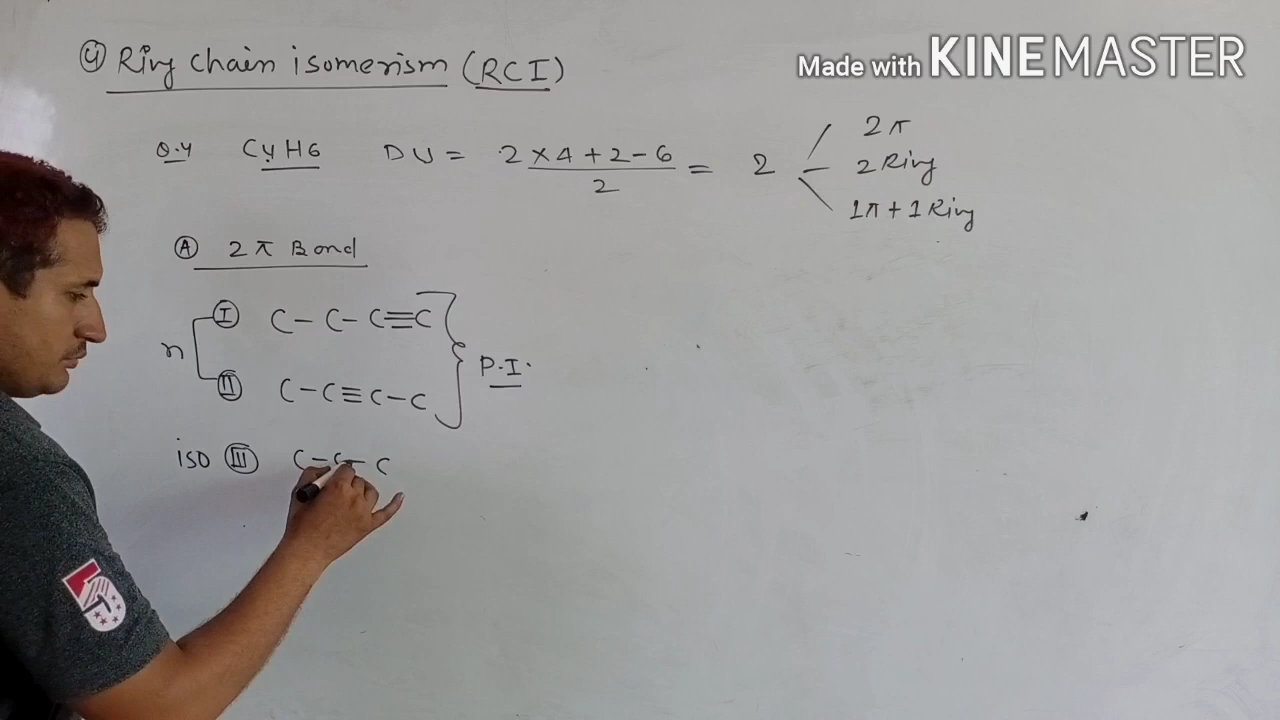 ④ Ring chain isomerism (RCI)
Made with KINEMASTER
Q.4 C4H6 DU = 2×4+2-6 / 2 = 2
2π
2 Ring
1π + 1 Ring
Ⓐ 2π Bond
n Ⓘ C-C-C≡C
Ⓘ Ⓘ C-C≡C-C P.I.
iso Ⓘ Ⓘ Ⓘ C-C-C